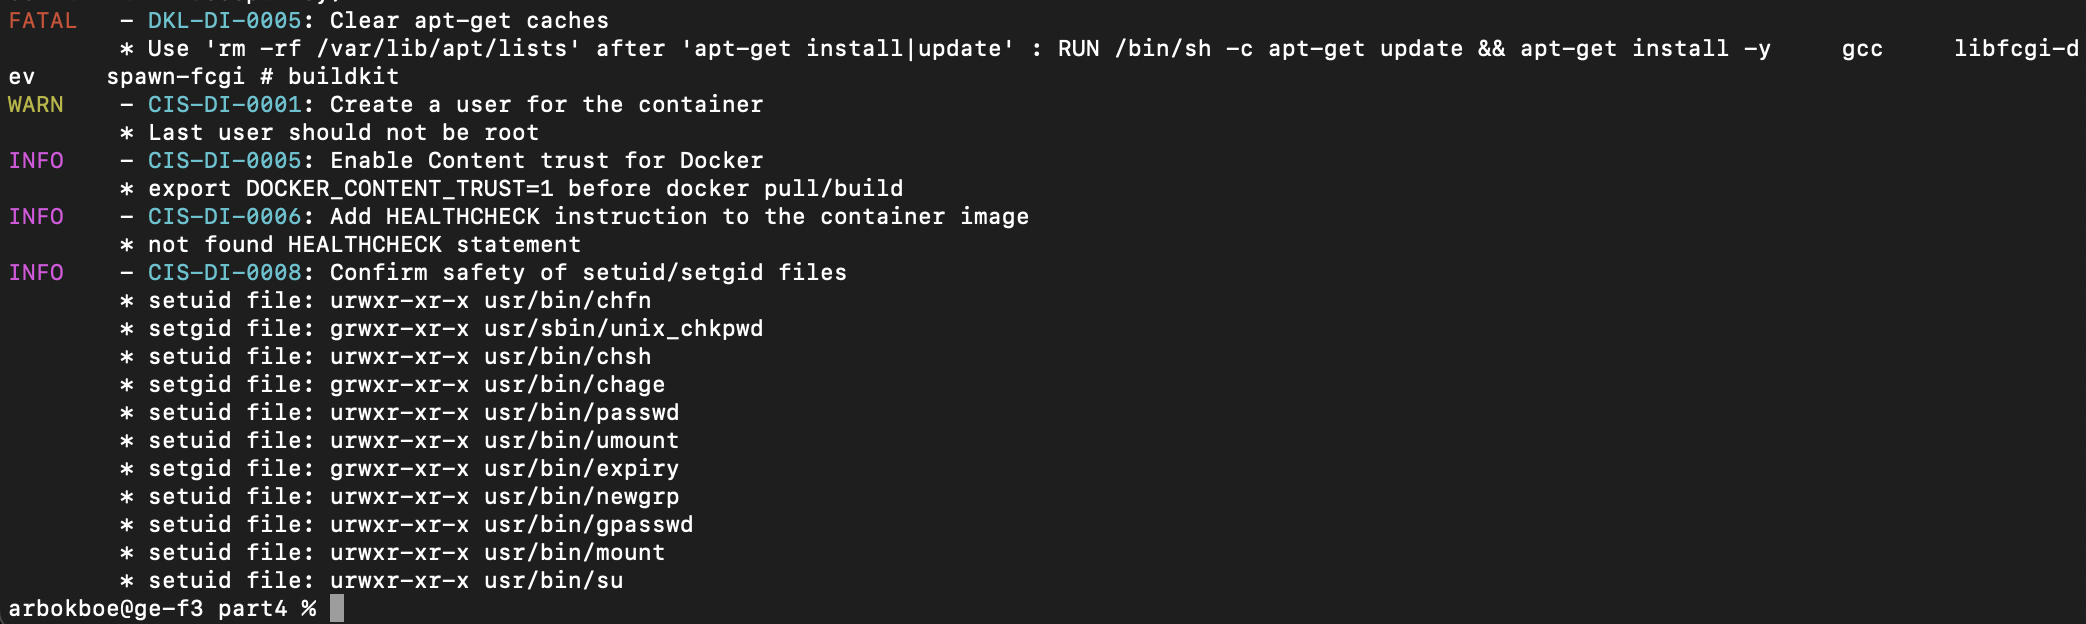 FATAL - DKL-DI-0005: Clear apt-get caches
* Use 'rm -rf /var/lib/apt/lists' after 'apt-get install|update' : RUN /bin/sh -c apt-get update && apt-get install -y gcc libfcgi-d
ev spawn-fcgi # buildkit
WARN - CIS-DI-0001: Create a user for the container
* Last user should not be root
INFO - CIS-DI-0005: Enable Content trust for Docker
* export DOCKER_CONTENT_TRUST=1 before docker pull/build
INFO - CIS-DI-0006: Add HEALTHCHECK instruction to the container image
* not found HEALTHCHECK statement
INFO - CIS-DI-0008: Confirm safety of setuid/setgid files
* setuid file: urwxr-xr-x usr/bin/chfn
* setgid file: grwxr-xr-x usr/sbin/unix_chkpwd
* setuid file: urwxr-xr-x usr/bin/chsh
* setgid file: grwxr-xr-x usr/bin/chage
* setuid file: urwxr-xr-x usr/bin/passwd
* setuid file: urwxr-xr-x usr/bin/umount
* setgid file: grwxr-xr-x usr/bin/expiry
* setuid file: urwxr-xr-x usr/bin/newgrp
* setuid file: urwxr-xr-x usr/bin/gpasswd
* setuid file: urwxr-xr-x usr/bin/mount
* setuid file: urwxr-xr-x usr/bin/su
arbokboe@ge-f3 part4 %